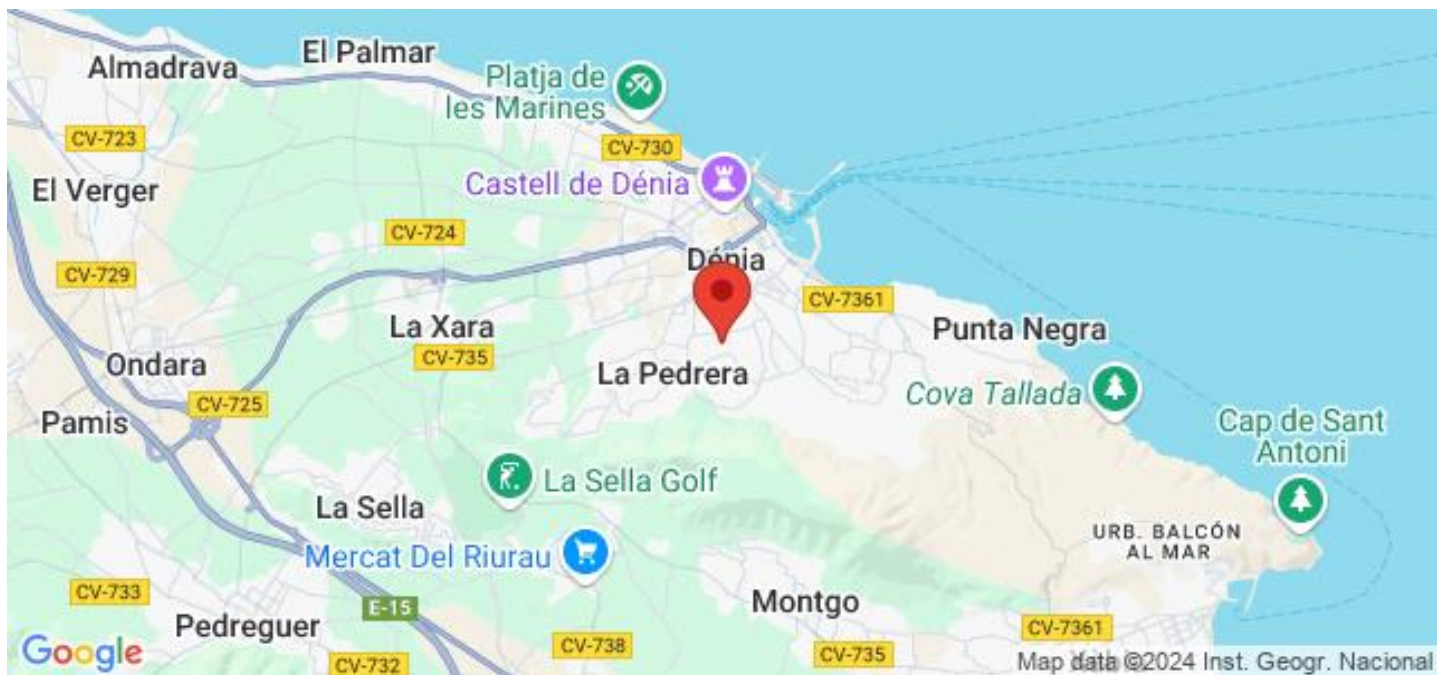 El Palmar
Almadrava
Platja de
les Marines
CV-723
CV-730
El Verger
Castell de Dénia
CV-724
Dénia
CV-729
CV-7361
La Xara
Punta Negra
CV-735
Ondara
La Pedrera
Cova Tallada
CV-725
Pamis
Cap de Sant
Antoni
La Sella Golf
La Sella
URB. BALCÓN
AL MAR
Mercat Del Riurau
CV-733
E-15
Montgo
Pedreguer
CV-7361
Google
CV-738
CV-735
CV-732
Map data ©2024 Inst. Geogr. Nacional